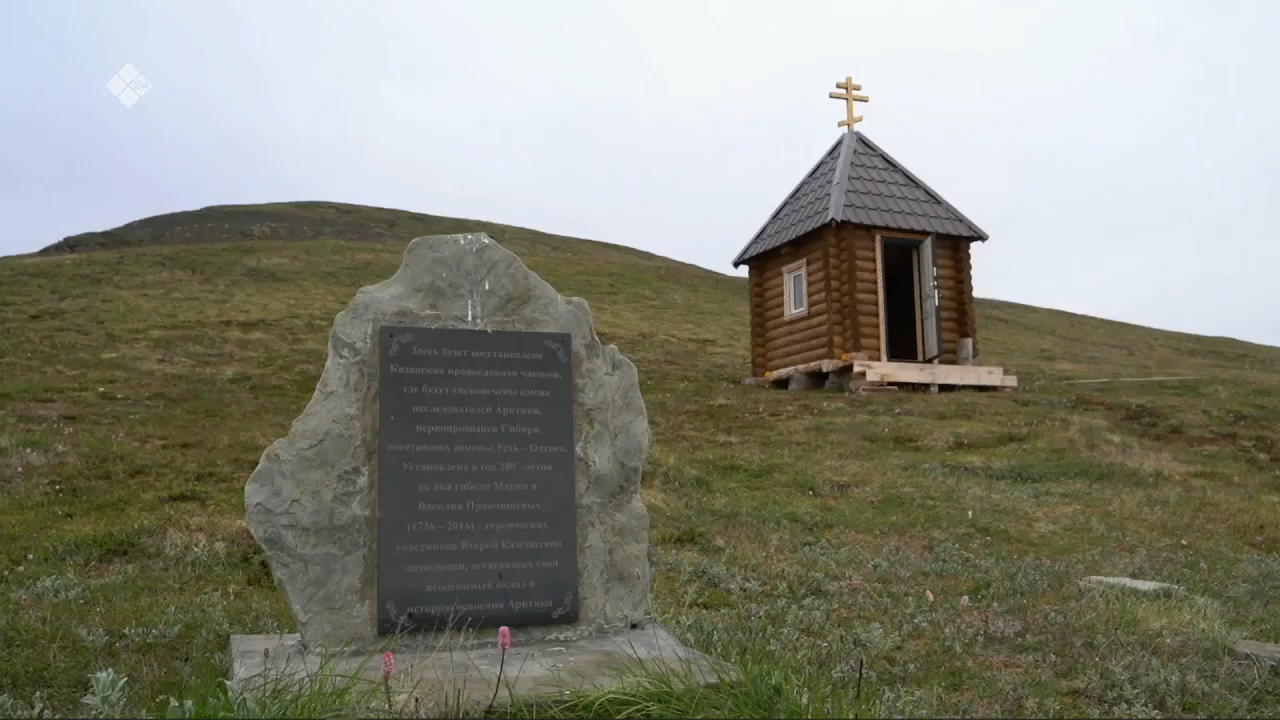 24
Здесь будет восстановлена
Казанская православная часовня,
где будут увековечены имена
исследователей Арктики,
первопроходцев Сибири,
посетивших зимовье Усть – Оленек.
Установлена в год 280 -летия
со дня гибели Марии и
Василия Прончищевых
(1736 – 2016) – героических
участников Второй Камчатской
экспедиции, оставивших свой
неоценимый вклад в
историю освоения Арктики